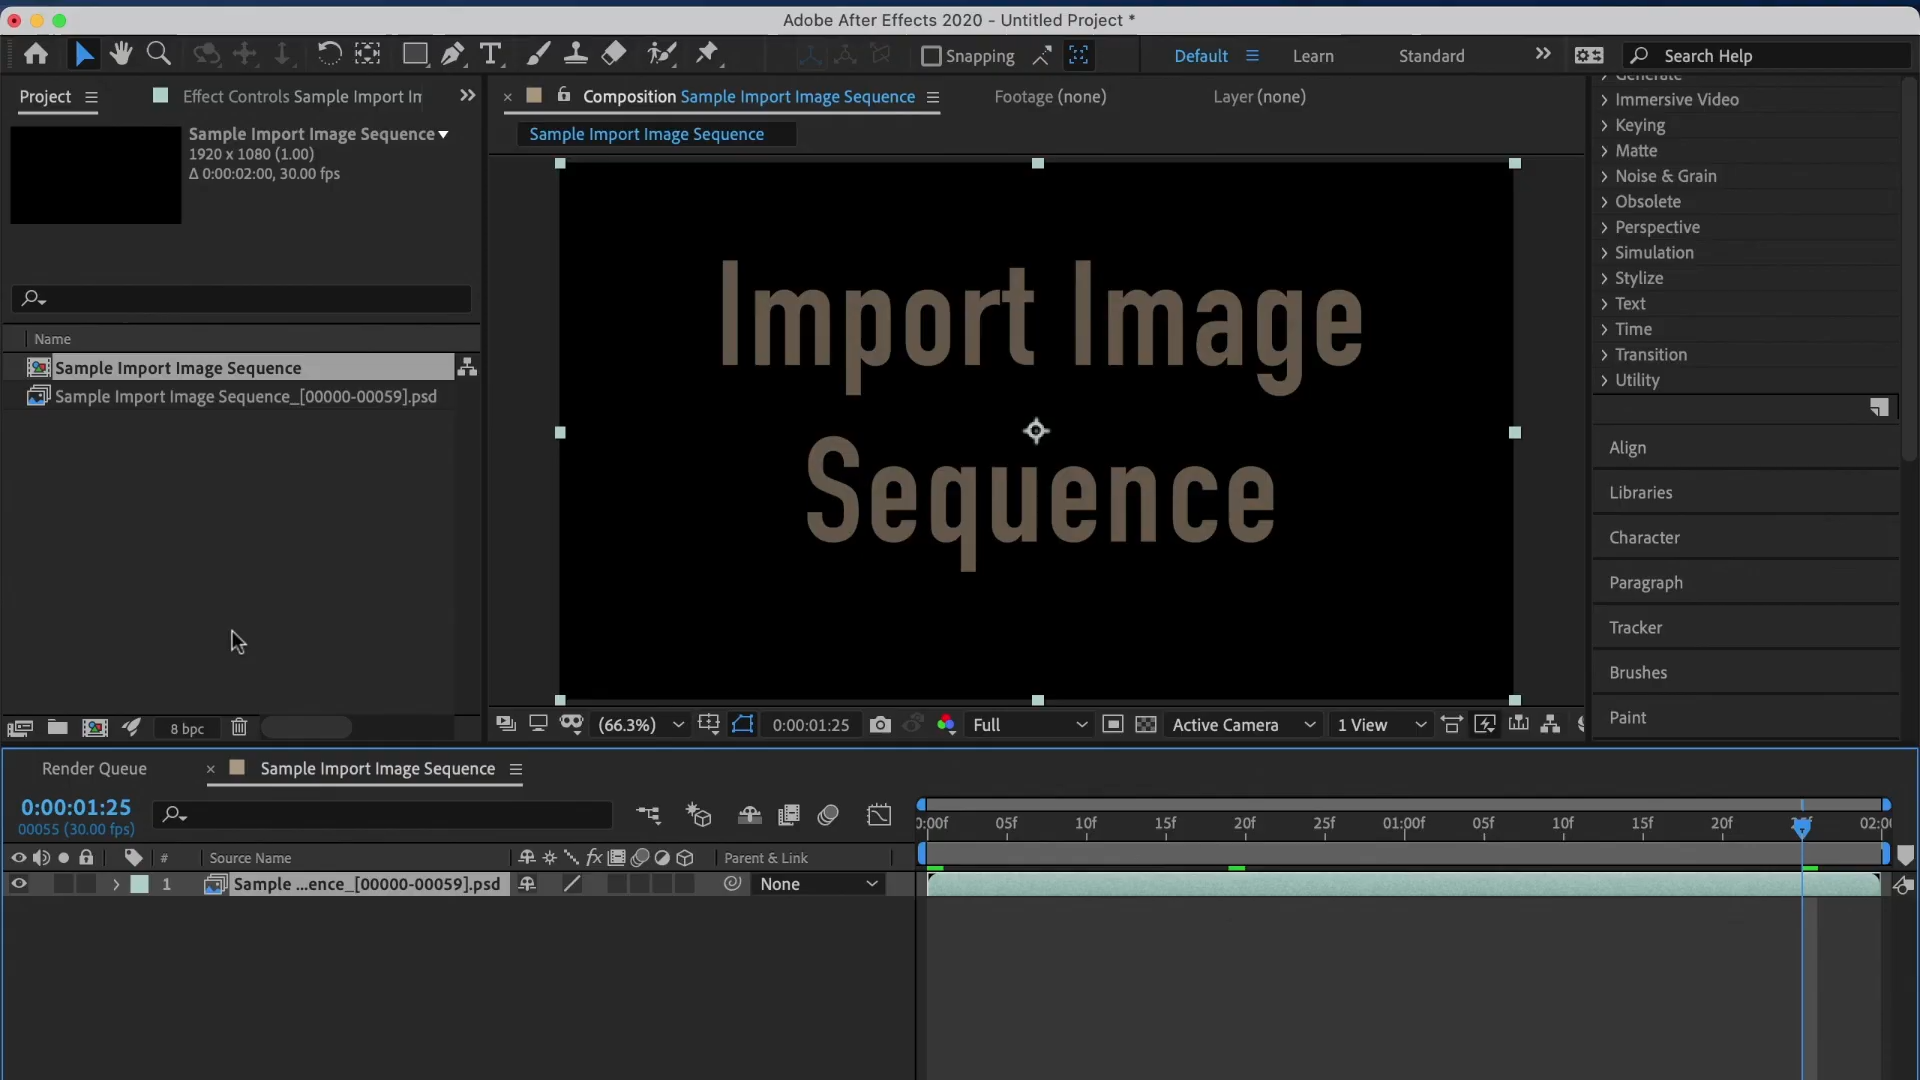 Adobe After Effects 2020 - Untitled Project *
Snapping
Default
Learn
Standard
Search Help
Project
Effect Controls Sample Import In
Composition Sample Import Image Sequence
Footage (none)
Layer (none)
Sample Import Image Sequence
1920 x 1080 (1.00)
Δ 0:00:02:00, 30.00 fps
Sample Import Image Sequence
Name
Sample Import Image Sequence
Sample Import Image Sequence_[00000-00059].psd
Import Image
Sequence
Generate
Immersive Video
Keying
Matte
Noise & Grain
Obsolete
Perspective
Simulation
Stylize
Text
Time
Transition
Utility
Align
Libraries
Character
Paragraph
Tracker
Brushes
Paint
8 bpc
(66.3%)
0:00:01:25
Full
Active Camera
1 View
Render Queue
Sample Import Image Sequence
0:00:01:25
00055 (30.00 fps)
0:00f 05f 10f 15f 20f 25f 01:00f 05f 10f 15f 20f
# Source Name
fx
Parent & Link
1 Sample ...ence_[00000-00059].psd
None